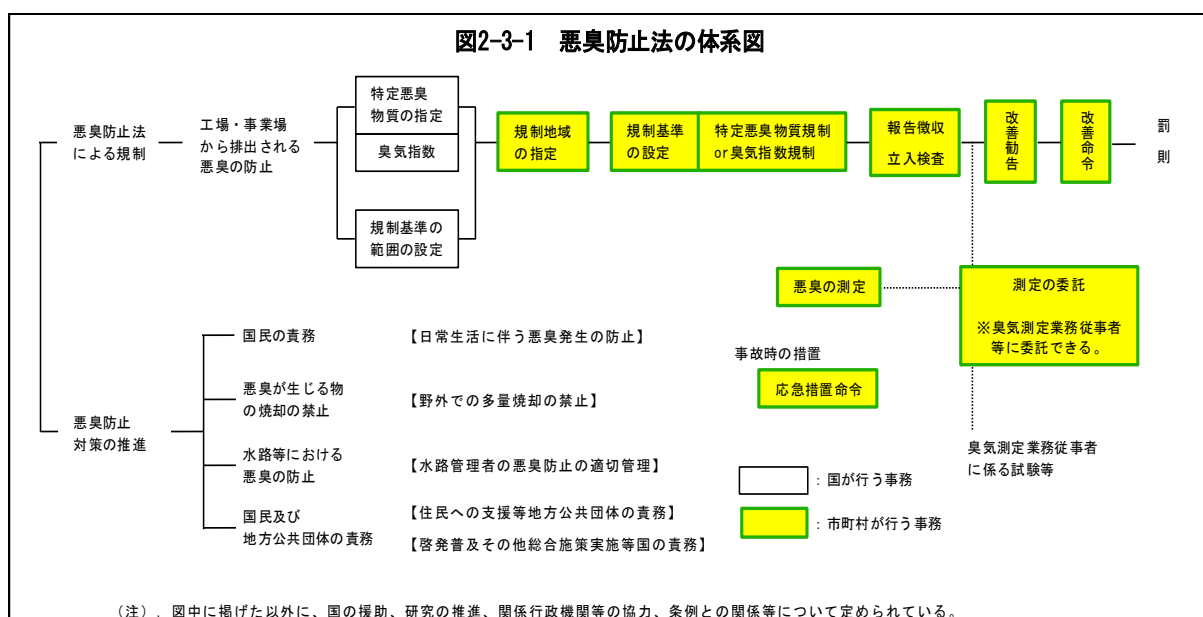 図2-3-1　悪臭防止法の体系図
悪臭防止法
による規制
工場・事業場
から排出される
悪臭の防止
特定悪臭
物質の指定
臭気指数
規制基準の
範囲の設定
規制地域
の指定
規制基準
の設定
特定悪臭物質規制
or臭気指数規制
報告徴収
立入検査
改善勧告
改善命令
罰
則
悪臭の測定
測定の委託
※臭気測定業務従事者
等に委託できる。
事故時の措置
応急措置命令
臭気測定業務従事者
に係る試験等
悪臭防止
対策の推進
国民の責務
【日常生活に伴う悪臭発生の防止】
悪臭が生じる物
の焼却の禁止
【野外での多量焼却の禁止】
水路等における
悪臭の防止
【水路管理者の悪臭防止の適切管理】
国民及び
地方公共団体の責務
【住民への支援等地方公共団体の責務】
【啓発普及その他総合施策実施等国の責務】
：国が行う事務
：市町村が行う事務
（注）．図中に掲げた以外に、国の援助、研究の推進、関係行政機関等の協力、条例との関係等について定められている。